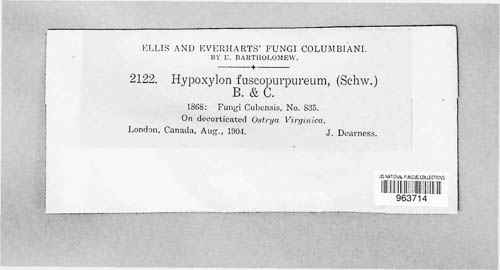 ELLIS AND EVERHARTS' FUNGI COLUMBIANI.
BY E. BARTHOLOMEW.
2122. Hypoxylon fuscopurpureum, (Schw.)
B. & C.
1868: Fungi Cubensis, No. 835.
On decorticated Ostrya Virginica.
London, Canada, Aug., 1904. J. Dearness.
US NATIONAL FUNGUS COLLECTIONS
963714